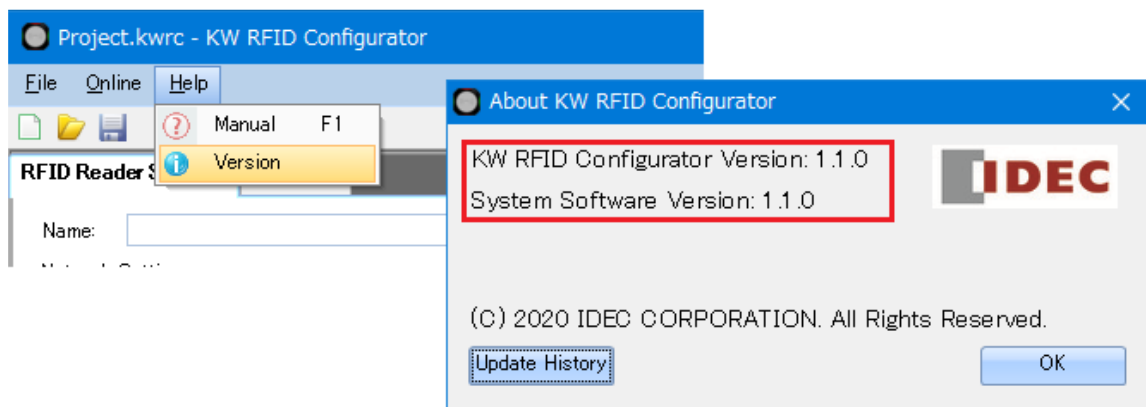 Project.kwrc - KW RFID Configurator
File Online Help
Manual F1
Version
RFID Reader
Name:
About KW RFID Configurator
KW RFID Configurator Version: 1.1.0
System Software Version: 1.1.0
IDEC
(C) 2020 IDEC CORPORATION. All Rights Reserved.
Update History
OK